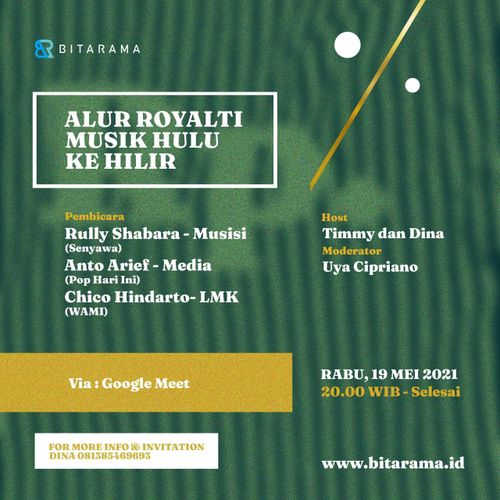 BITARAMA
ALUR ROYALTI
MUSIK HULU
KE HILIR
Pembicara
Rully Shabara - Musisi
(Senyawa)
Anto Arief - Media
(Pop Hari Ini)
Chico Hindarto- LMK
(WAMI)
Host
Timmy dan Dina
Moderator
Uya Cipriano
Via : Google Meet
RABU, 19 MEI 2021
20.00 WIB - Selesai
FOR MORE INFO & INVITATION
DINA 081385469693
www.bitarama.id